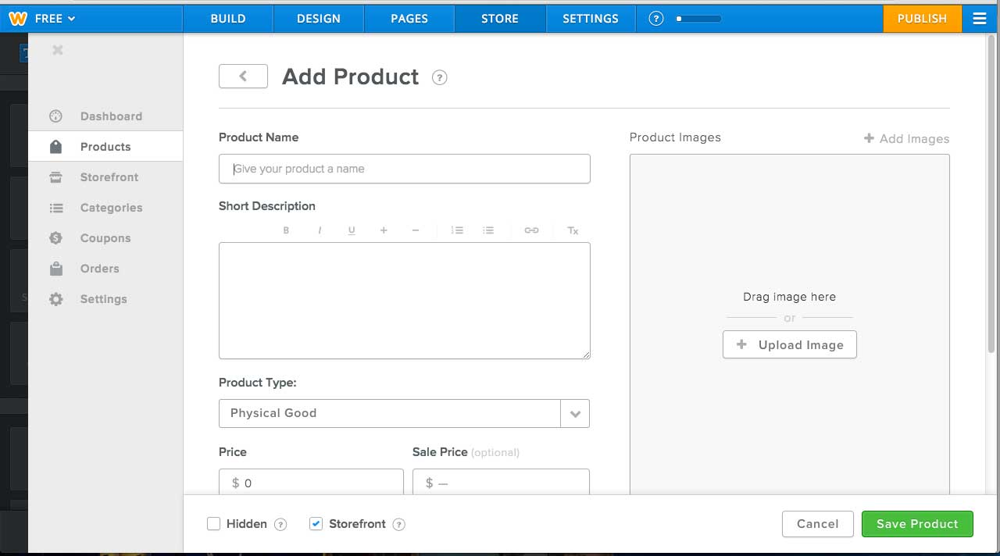 FREE BUILD DESIGN PAGES STORE SETTINGS ? PUBLISH
Dashboard
Products
Storefront
Categories
Coupons
Orders
Settings
Add Product ?
Product Name
Give your product a name
Short Description
B I U + −
Tx
Product Type:
Physical Good
Price
$ 0
Sale Price (optional)
$ —
Product Images
+ Add Images
Drag image here
or
+ Upload Image
Hidden ? Storefront ?
Cancel Save Product